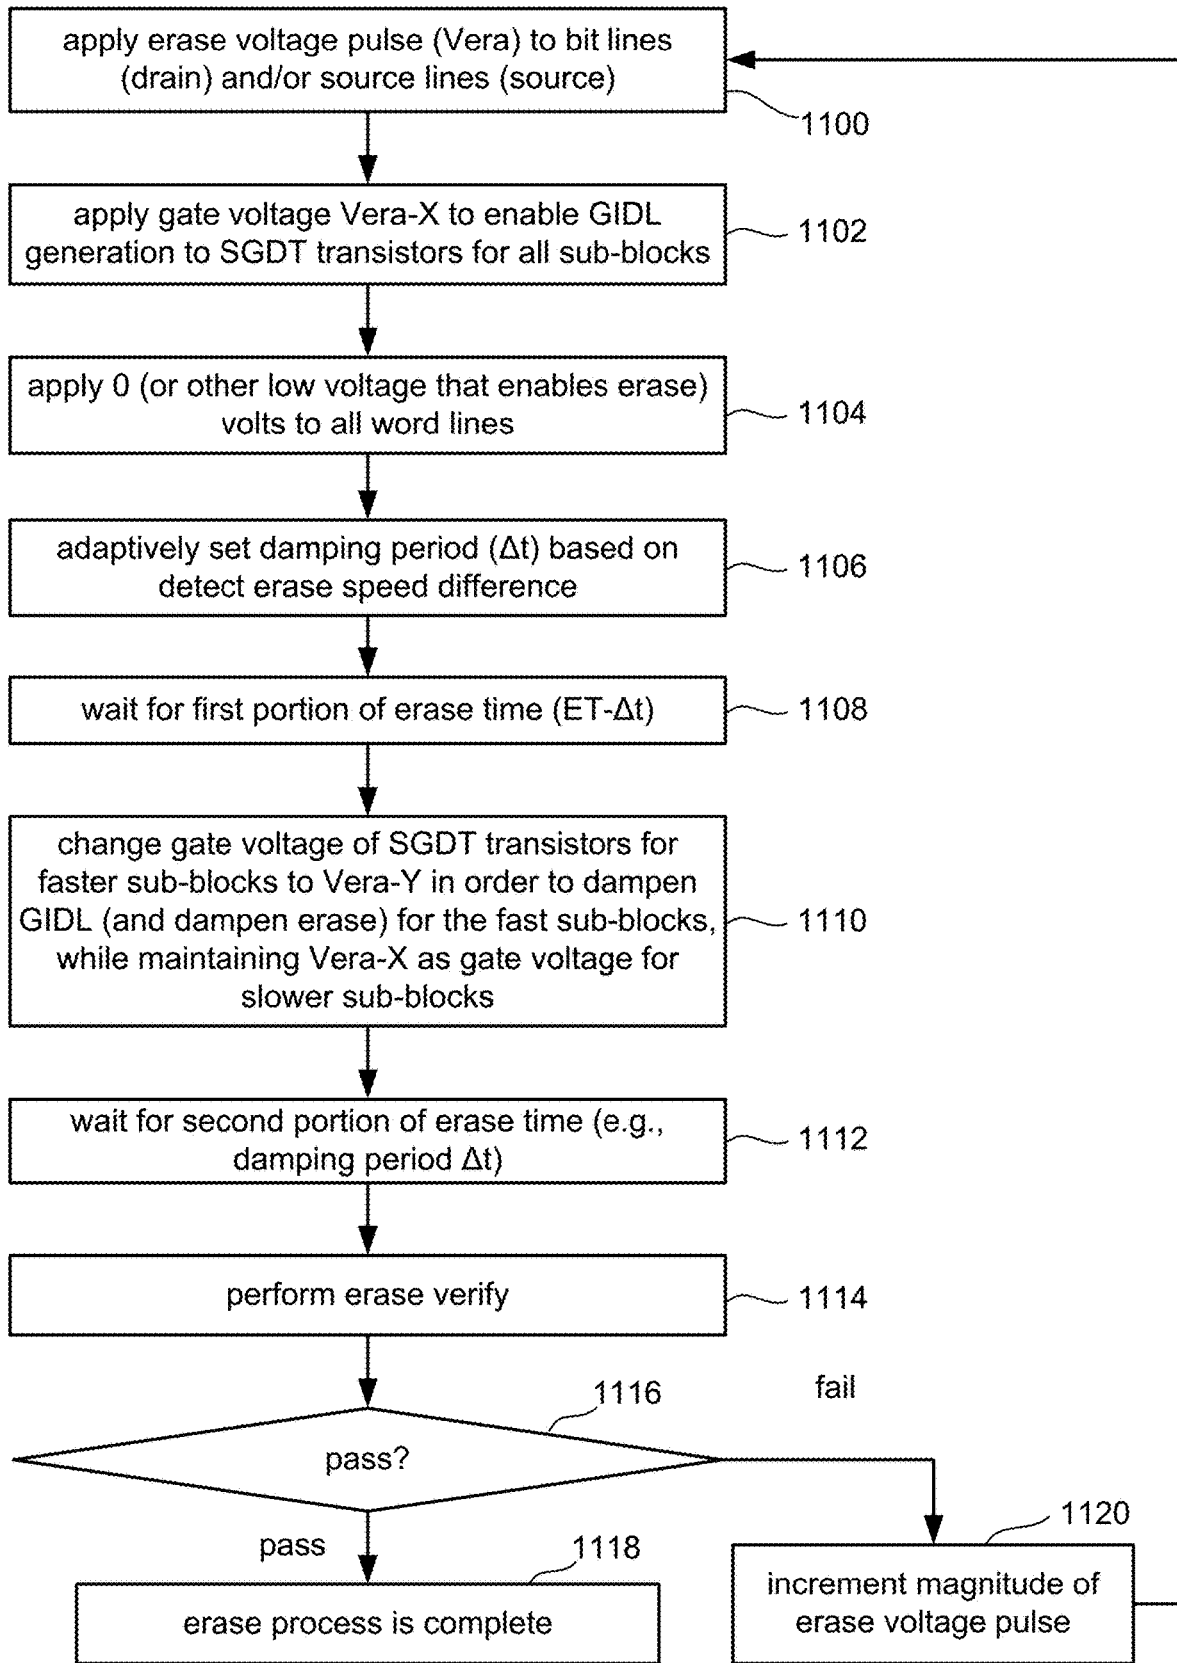 apply erase voltage pulse (Vera) to bit lines
(drain) and/or source lines (source)
1100
apply gate voltage Vera-X to enable GIDL
generation to SGDT transistors for all sub-blocks
1102
apply 0 (or other low voltage that enables erase)
volts to all word lines
1104
adaptively set damping period (Δt) based on
detect erase speed difference
1106
wait for first portion of erase time (ET-Δt)
1108
change gate voltage of SGDT transistors for
faster sub-blocks to Vera-Y in order to dampen
GIDL (and dampen erase) for the fast sub-blocks,
while maintaining Vera-X as gate voltage for
slower sub-blocks
1110
wait for second portion of erase time (e.g.,
damping period Δt)
1112
perform erase verify
1114
1116
fail
pass?
pass
1118
erase process is complete
1120
increment magnitude of
erase voltage pulse